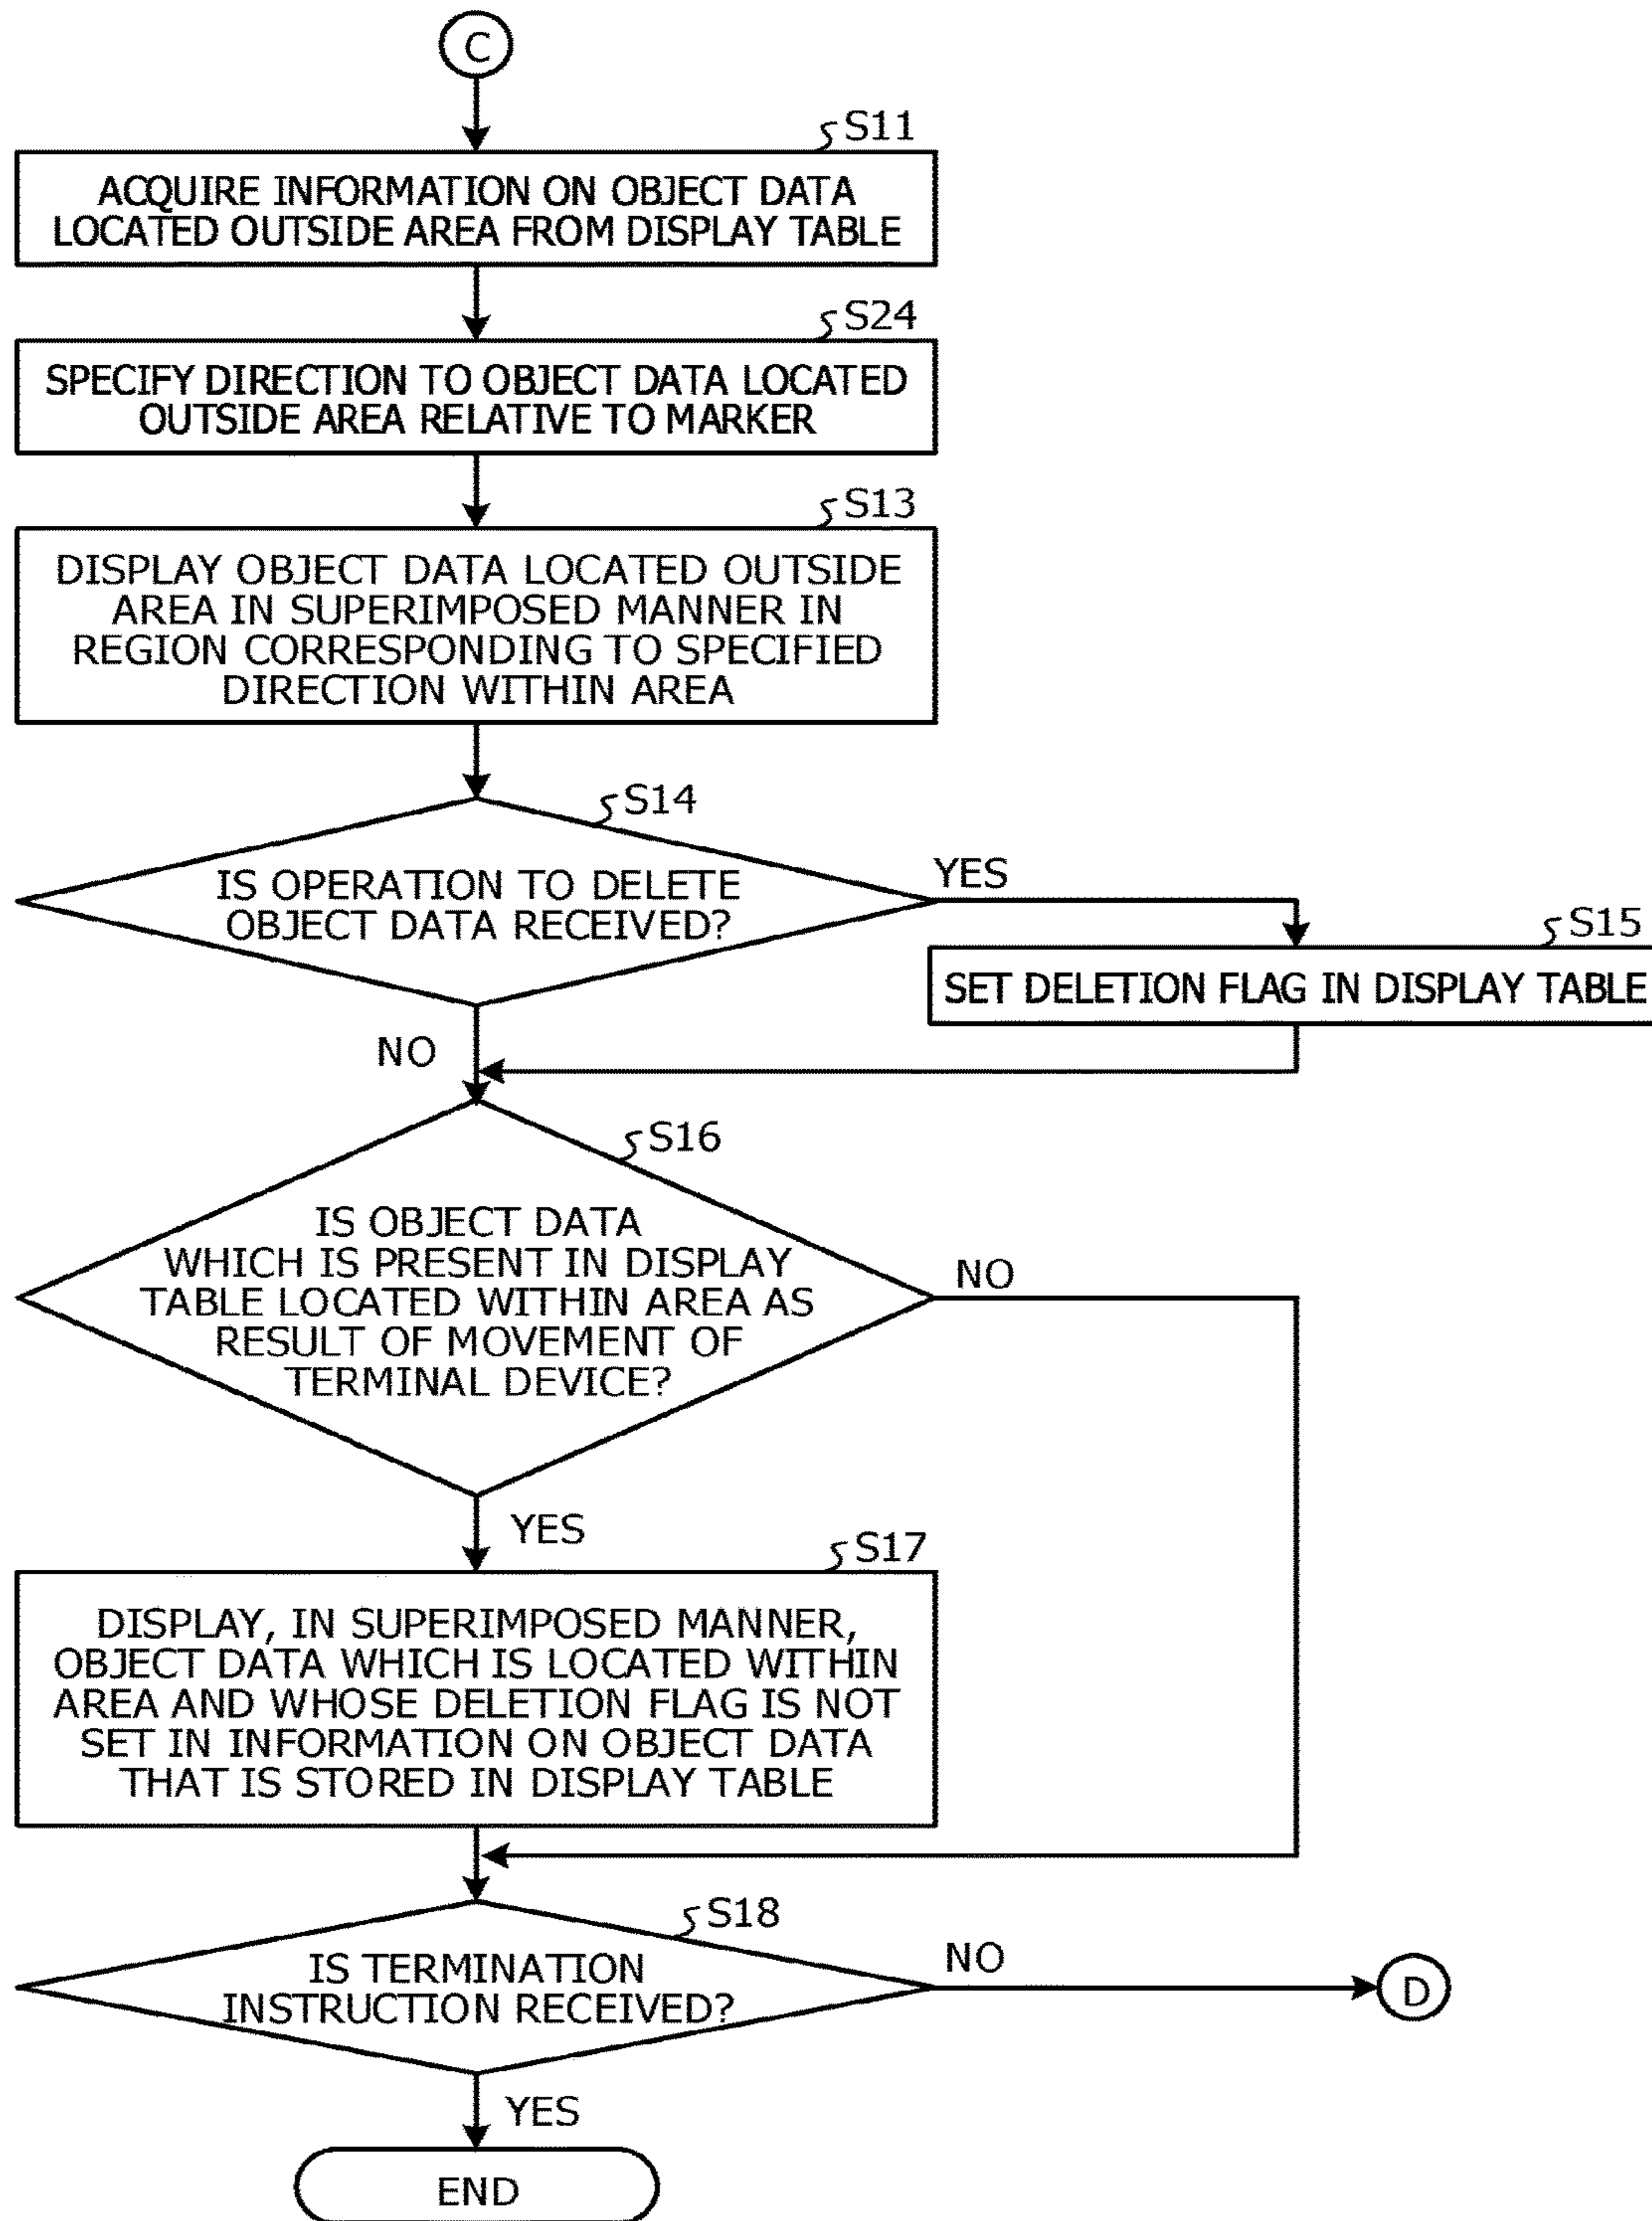 C
S11
ACQUIRE INFORMATION ON OBJECT DATA
LOCATED OUTSIDE AREA FROM DISPLAY TABLE
S24
SPECIFY DIRECTION TO OBJECT DATA LOCATED
OUTSIDE AREA RELATIVE TO MARKER
S13
DISPLAY OBJECT DATA LOCATED OUTSIDE
AREA IN SUPERIMPOSED MANNER IN
REGION CORRESPONDING TO SPECIFIED
DIRECTION WITHIN AREA
S14
IS OPERATION TO DELETE
OBJECT DATA RECEIVED?
YES
S15
SET DELETION FLAG IN DISPLAY TABLE
NO
S16
IS OBJECT DATA
WHICH IS PRESENT IN DISPLAY
TABLE LOCATED WITHIN AREA AS
RESULT OF MOVEMENT OF
TERMINAL DEVICE?
NO
YES
S17
DISPLAY, IN SUPERIMPOSED MANNER,
OBJECT DATA WHICH IS LOCATED WITHIN
AREA AND WHOSE DELETION FLAG IS NOT
SET IN INFORMATION ON OBJECT DATA
THAT IS STORED IN DISPLAY TABLE
S18
IS TERMINATION
INSTRUCTION RECEIVED?
NO
D
YES
END